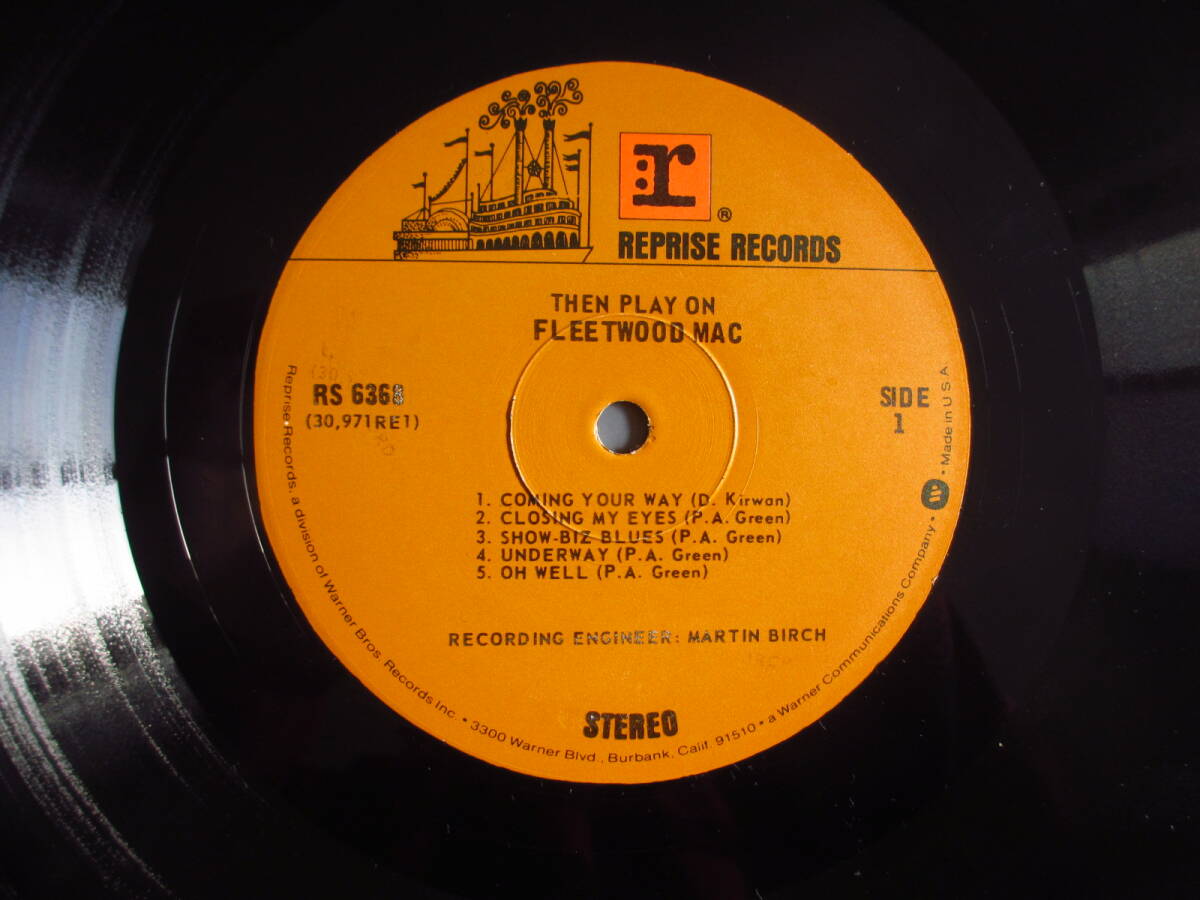 r
®
REPRISE RECORDS
THEN PLAY ON
FLEETWOOD MAC
RS 6368
(30,971RE1)
SIDE
1
1. COMING YOUR WAY (D. Kirwan)
2. CLOSING MY EYES (P.A. Green)
3. SHOW-BIZ BLUES (P.A. Green)
4. UNDERWAY (P.A. Green)
5. OH WELL (P.A. Green)
RECORDING ENGINEER: MARTIN BIRCH
STEREO
Reprise Records, a division of Warner Bros. Records Inc. • 3300 Warner Blvd., Burbank, Calif. 91510 • a Warner Communications Company • W • Made in U.S.A.